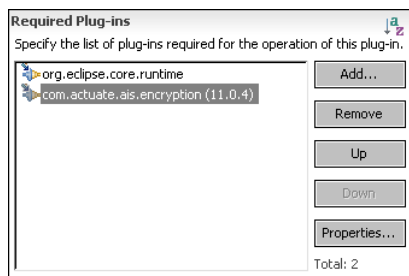 Required Plug-ins
a
z
Specify the list of plug-ins required for the operation of this plug-in.
org.eclipse.core.runtime
com.actuate.ais.encryption (11.0.4)
Add...
Remove
Up
Down
Properties...
Total: 2